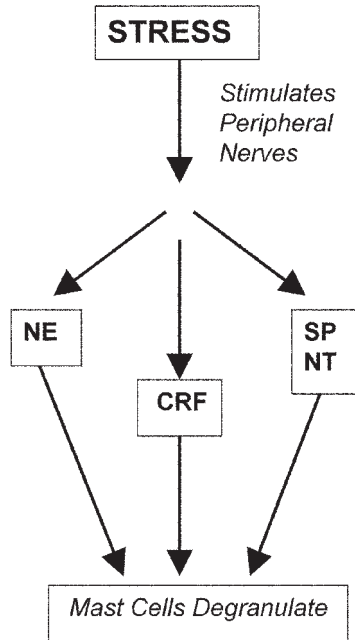 STRESS
Stimulates
Peripheral
Nerves
NE
SP
NT
CRF
Mast Cells Degranulate